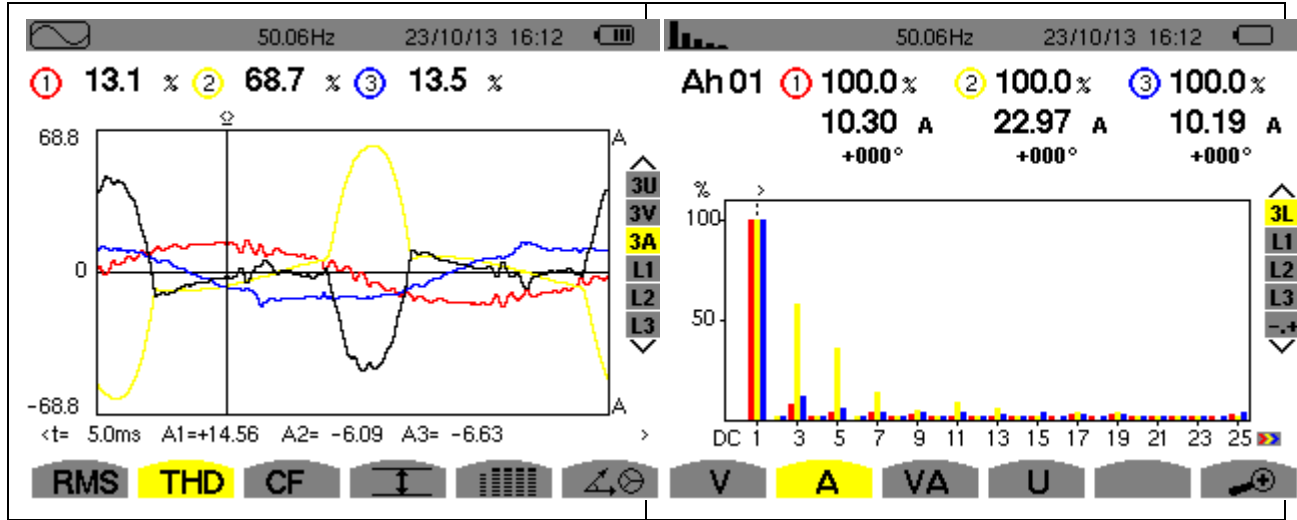 50.06Hz 23/10/13 16:12
1 13.1 % 2 68.7 % 3 13.5 %
68.8 A
3U
3V
3A
0 L1
L2
L3
-68.8 A
<t= 5.0ms A1=+14.56 A2= -6.09 A3= -6.63 >
RMS THD CF
50.06Hz 23/10/13 16:12
Ah 01 1 100.0 % 2 100.0 % 3 100.0 %
10.30 A 22.97 A 10.19 A
+000° +000° +000°
% >
100 3L
L1
L2
L3
50 -.+
DC 1 3 5 7 9 11 13 15 17 19 21 23 25
V A VA U